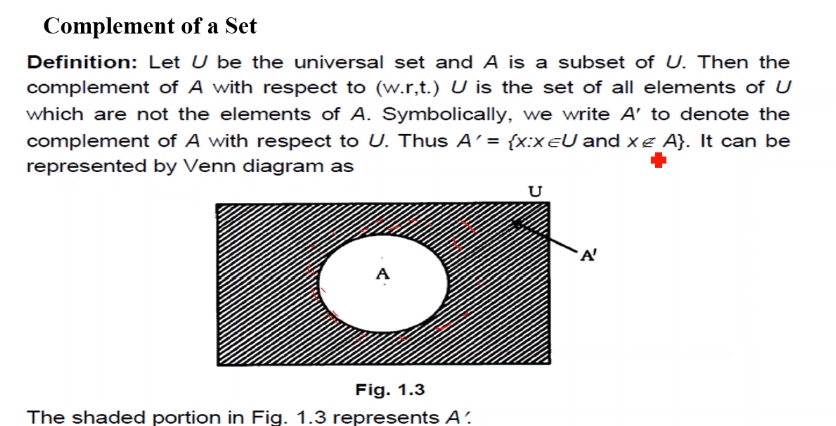 Complement of a Set
Definition: Let U be the universal set and A is a subset of U. Then the
complement of A with respect to (w.r,t.) U is the set of all elements of U
which are not the elements of A. Symbolically, we write A′ to denote the
complement of A with respect to U. Thus A′ = {x:x∈U and x∉ A}. It can be
represented by Venn diagram as
U
A'
A
Fig. 1.3
The shaded portion in Fig. 1.3 represents A′.